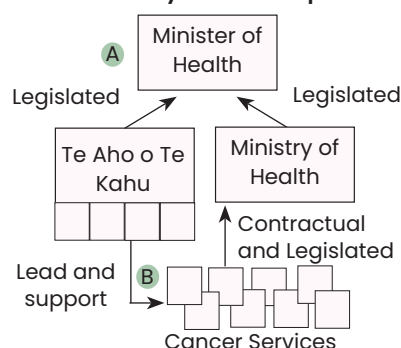 A
Minister of
Health
Legislated
Legislated
Te Aho o Te
Kahu
Ministry of
Health
Contractual
and Legislated
Lead and
support
B
Cancer Services